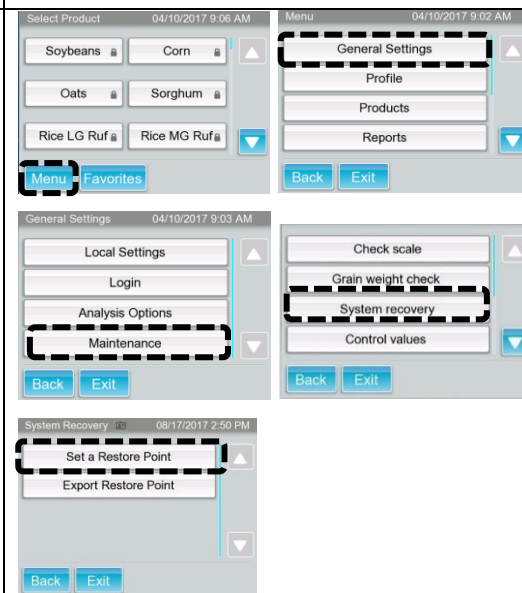 Select Product 04/10/2017 9:06 AM
Soybeans Corn
Oats Sorghum
Rice LG Ruf Rice MG Ruf
Menu Favorites
Menu 04/10/2017 9:02 AM
General Settings
Profile
Products
Reports
Back Exit
General Settings 04/10/2017 9:03 AM
Local Settings
Login
Analysis Options
Maintenance
Back Exit
Check scale
Grain weight check
System recovery
Control values
Back Exit
System Recovery 08/17/2017 2:50 PM
Set a Restore Point
Export Restore Point
Back Exit